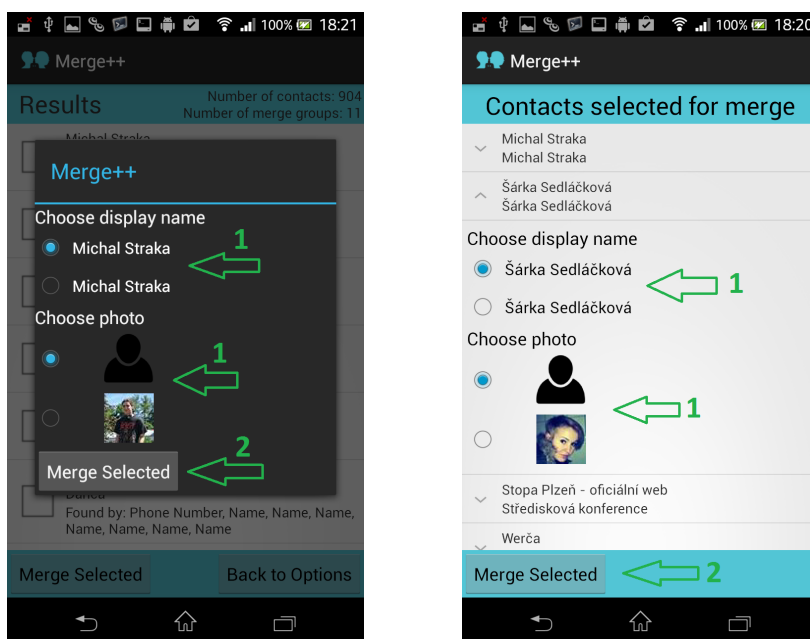 100% 18:21
Merge++
Results
Number of contacts: 904
Number of merge groups: 11
Michal Straka
Merge++
Choose display name
Michal Straka
1
Michal Straka
Choose photo
1
2
Merge Selected
Danca
Found by: Phone Number, Name, Name, Name,
Name, Name, Name, Name
Merge Selected
Back to Options
100% 18:20
Merge++
Contacts selected for merge
Michal Straka
Michal Straka
Šárka Sedláčková
Šárka Sedláčková
Choose display name
Šárka Sedláčková
1
Šárka Sedláčková
Choose photo
1
Stopa Plzeň - oficiální web
Středisková konference
Werča
Merge Selected
2